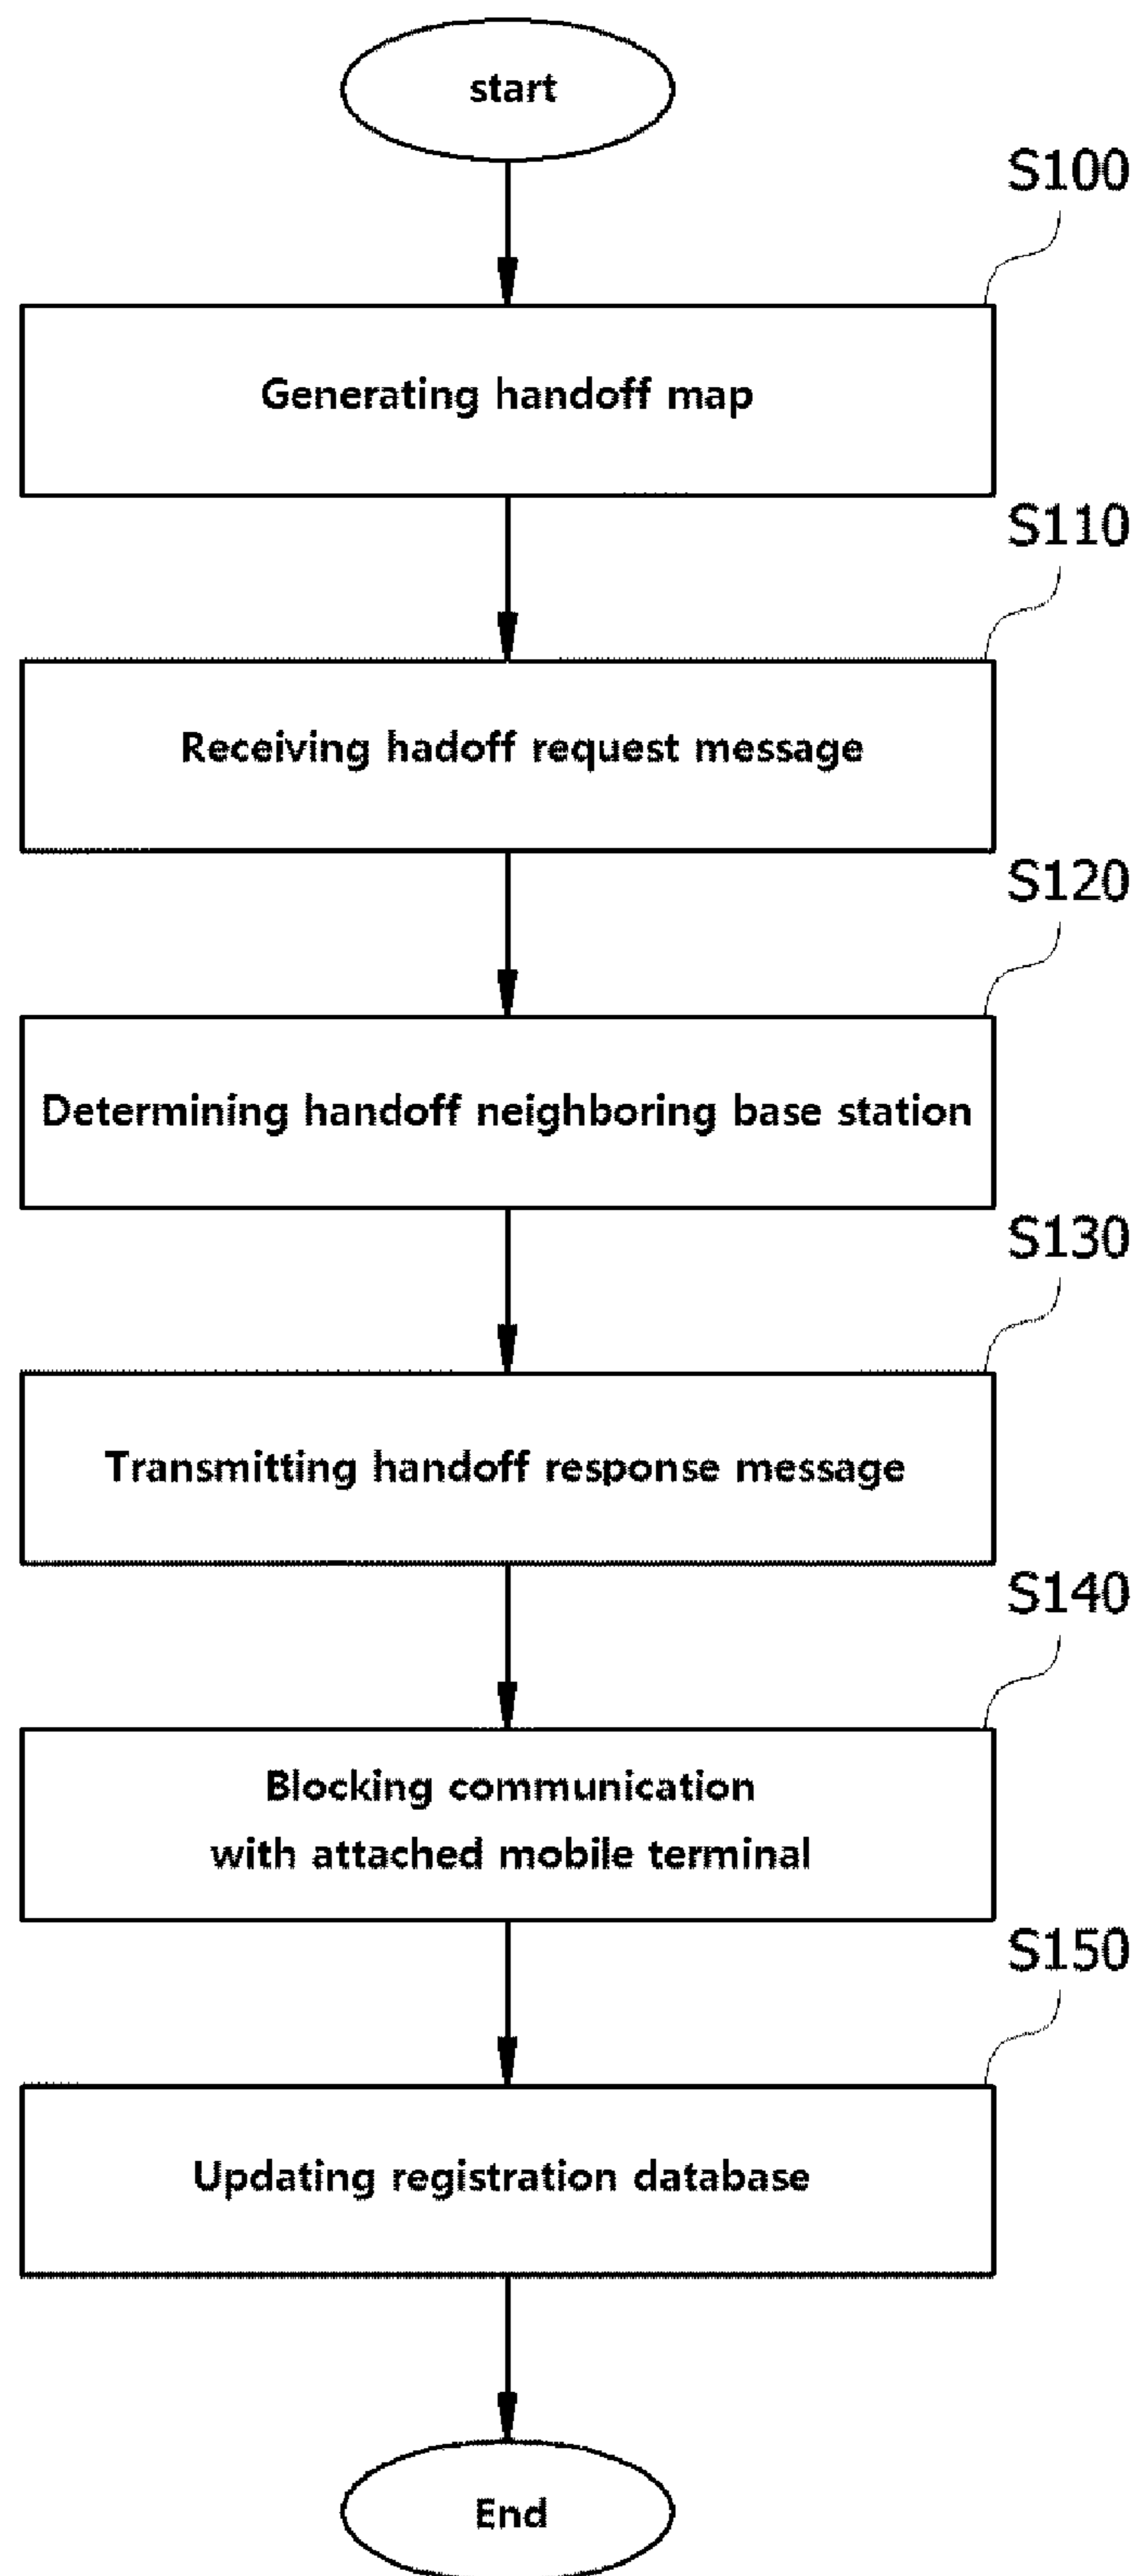 start
S100
Generating handoff map
S110
Receiving hadoff request message
S120
Determining handoff neighboring base station
S130
Transmitting handoff response message
S140
Blocking communication
with attached mobile terminal
S150
Updating registration database
End